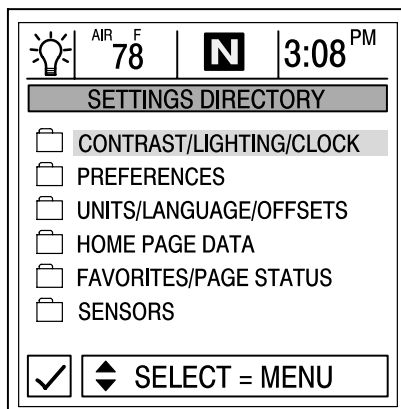 AIR F 78 N 3:08 PM
SETTINGS DIRECTORY
CONTRAST/LIGHTING/CLOCK
PREFERENCES
UNITS/LANGUAGE/OFFSETS
HOME PAGE DATA
FAVORITES/PAGE STATUS
SENSORS
SELECT = MENU